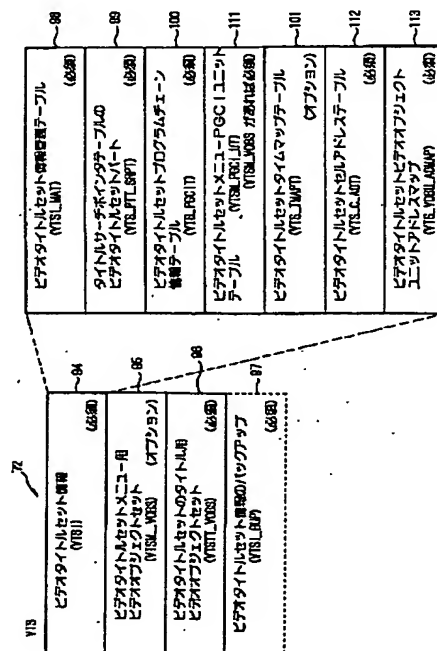 VTS
72
ビデオタイトルセット情報
(VTSI)
(必須)
94
ビデオタイトルセットメニュー用
ビデオオブジェクトセット
(VTSM_VOBS)
(オプション)
95
ビデオタイトルセットのタイトル用
ビデオオブジェクトセット
(VTSTT_VOBS)
(必須)
96
ビデオタイトルセット情報のバックアップ
(VTSI_BUP)
(必須)
97
ビデオタイトルセット情報管理テーブル
(VTSI_MAT)
(必須)
98
タイトルサーチポインタテーブルの
ビデオタイトルセットパート
(VTS_PTT_SRPT)
(必須)
99
ビデオタイトルセットプログラムチェーン
情報テーブル
(VTS_PGCIT)
(必須)
100
ビデオタイトルセットメニューPGCIユニット
テーブル
(VTSM_PGCI_UT)
(VTSM_VOBS があれば必須)
111
ビデオタイトルセットタイムマップテーブル
(VTS_TMAPT)
(オプション)
101
ビデオタイトルセットセルアドレステーブル
(VTS_C_ADT)
(必須)
112
ビデオタイトルセットビデオオブジェクト
ユニットアドレスマップ
(VTS_VOBU_ADMAP)
(必須)
113